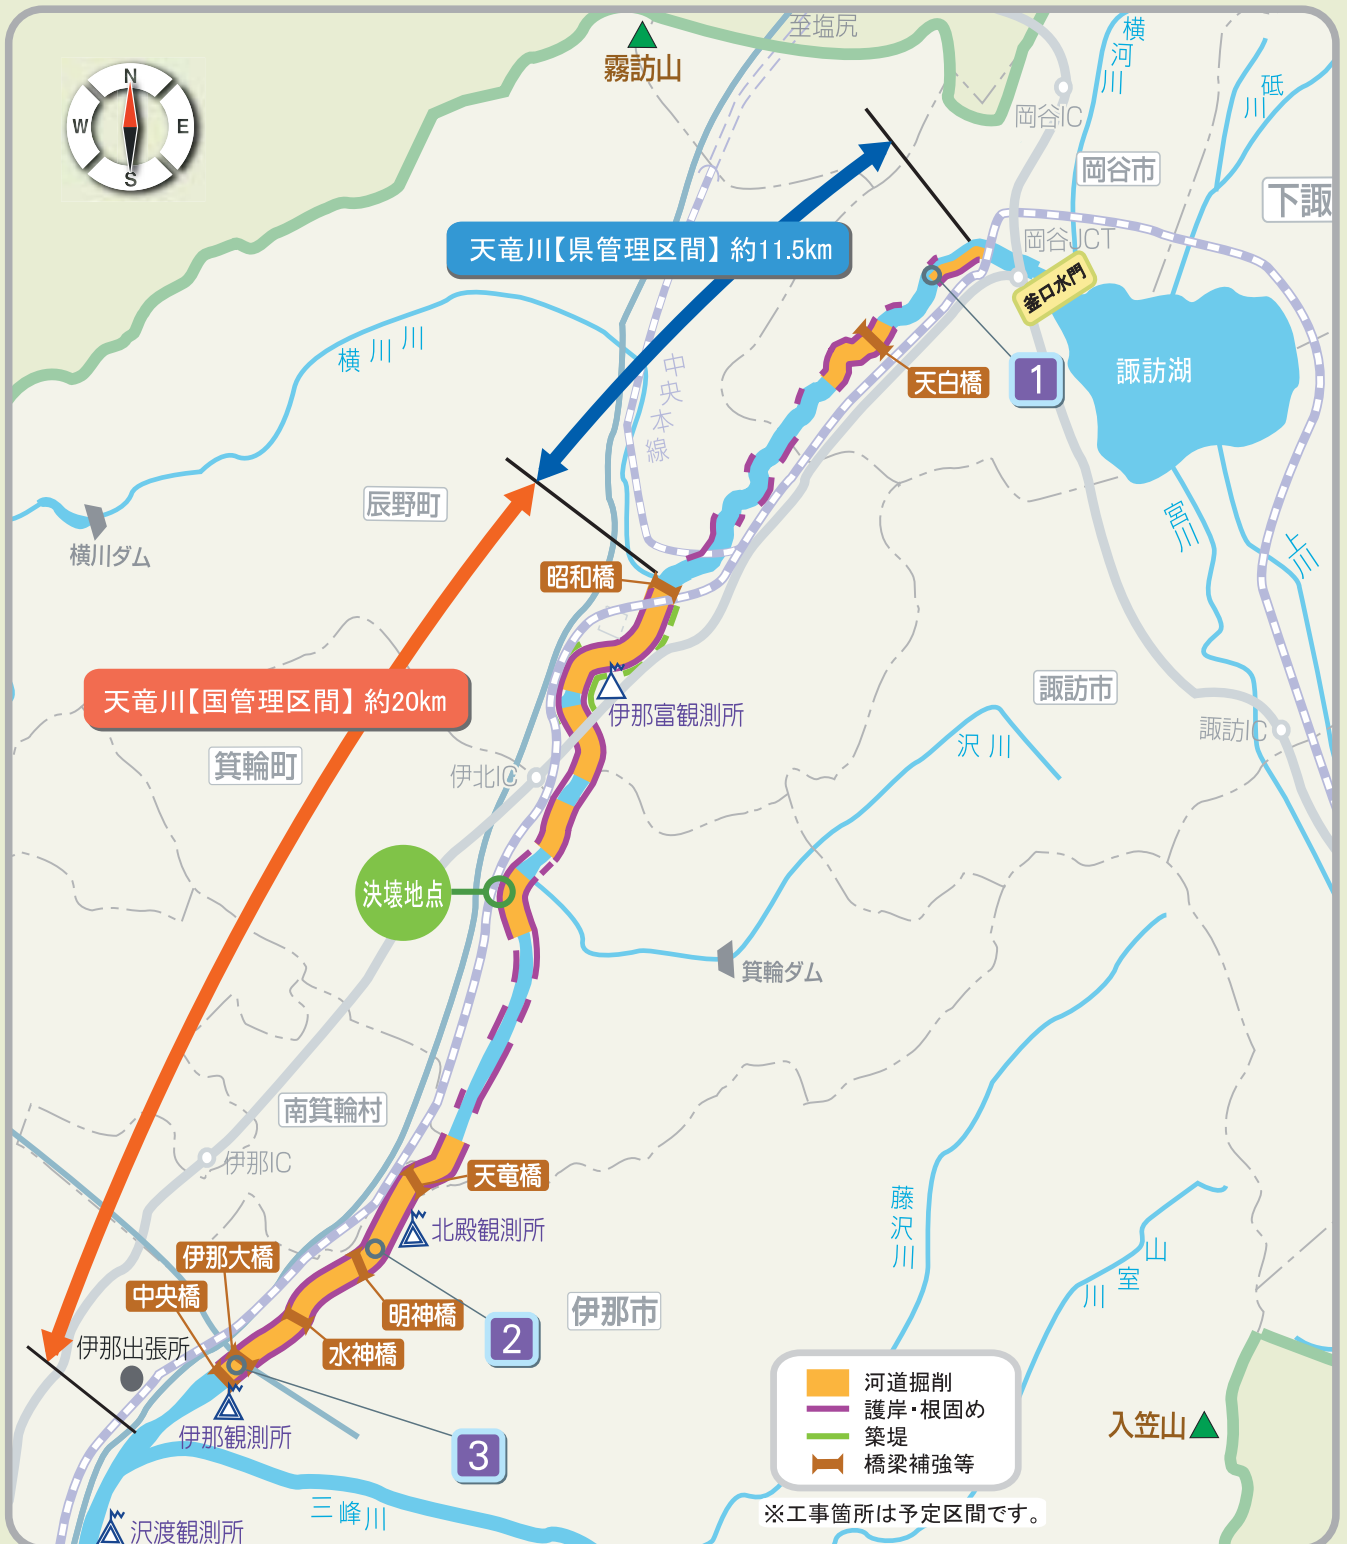 至塩尻
霧訪山
横河川
砥川
N
W
E
S
岡谷IC
岡谷市
下諏
岡谷JCT
天竜川【県管理区間】 約11.5km
釜口水門
横川川
中央本線
天白橋
1
諏訪湖
辰野町
宮川
上川
横川ダム
昭和橋
諏訪市
天竜川【国管理区間】 約20km
伊那富観測所
諏訪IC
沢川
箕輪町
伊北IC
決壊地点
箕輪ダム
南箕輪村
伊那IC
天竜橋
藤沢川
北殿観測所
山室川
伊那大橋
中央橋
明神橋
伊那市
2
伊那出張所
水神橋
河道掘削
護岸・根固め
築堤
橋梁補強等
入笠山
伊那観測所
3
三峰川
※工事箇所は予定区間です。
沢渡観測所